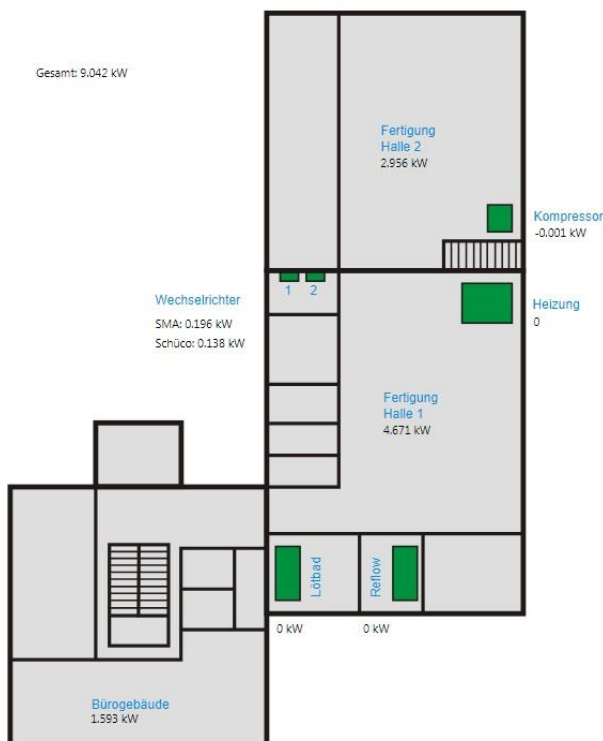 Gesamt: 9.042 kW
Fertigung
Halle 2
2.956 kW
Kompressor
-0.001 kW
Wechselrichter
SMA: 0.196 kW
Schüco: 0.138 kW
1
2
Heizung
0
Fertigung
Halle 1
4.671 kW
Lötbad
Reflow
0 kW
0 kW
Bürogebäude
1.593 kW